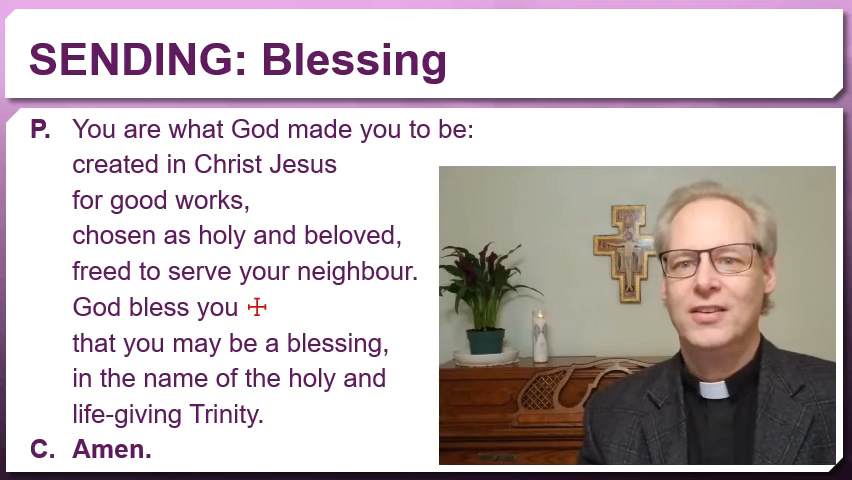 SENDING: Blessing
P. You are what God made you to be:
created in Christ Jesus
for good works,
chosen as holy and beloved,
freed to serve your neighbour.
God bless you ☩
that you may be a blessing,
in the name of the holy and
life-giving Trinity.
C. Amen.